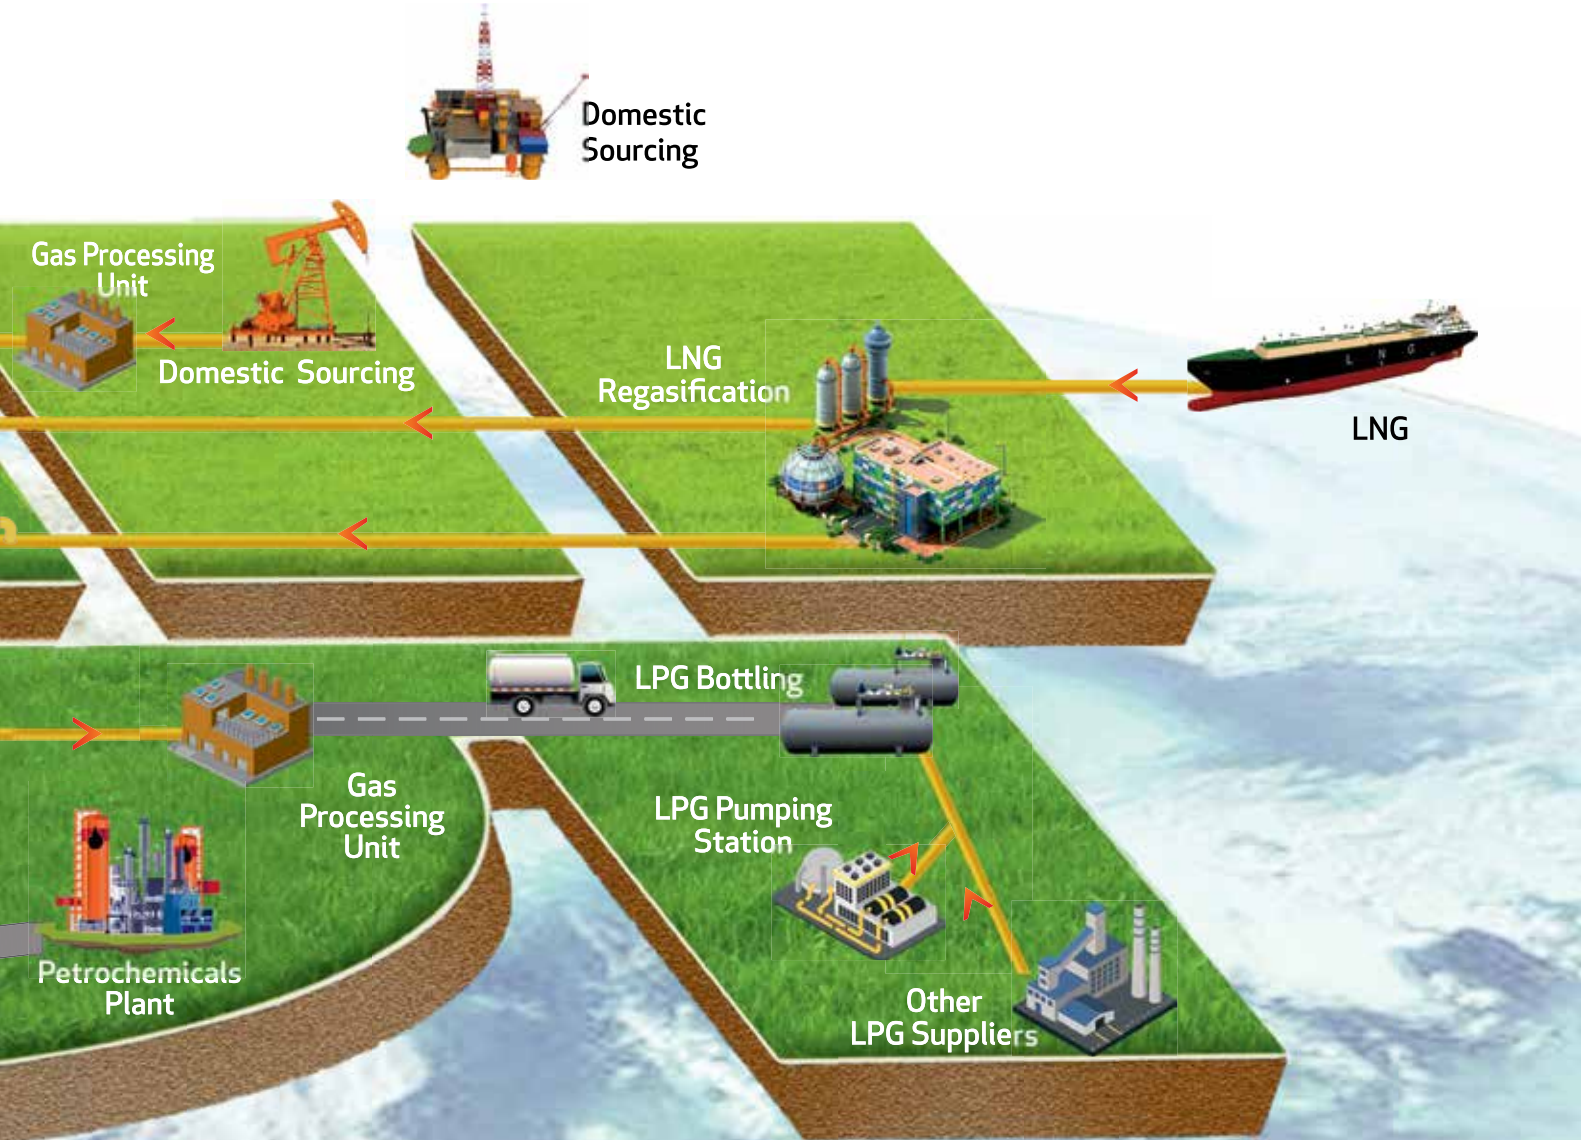 Domestic
Sourcing
Gas Processing
Unit
Domestic Sourcing
LNG
Regasification
L N G
LNG
LPG Bottling
Gas
Processing
Unit
LPG Pumping
Station
Petrochemicals
Plant
Other
LPG Suppliers